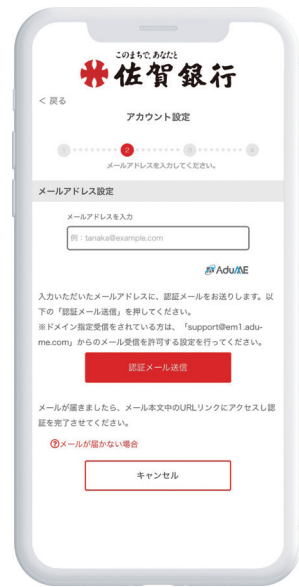 このまちで、あなたと
佐賀銀行
< 戻る
アカウント設定
1 2 3 4
メールアドレスを入力してください。
メールアドレス設定
メールアドレスを入力
例：tanaka@example.com
AduME
入力いただいたメールアドレスに、認証メールをお送りします。以
下の「認証メール送信」を押してください。
※ドメイン指定受信をされている方は、「support@em1.adu-
me.com」からのメール受信を許可する設定を行ってください。
認証メール送信
メールが届きましたら、メール本文中のURLリンクにアクセスし認
証を完了させてください。
?メールが届かない場合
キャンセル